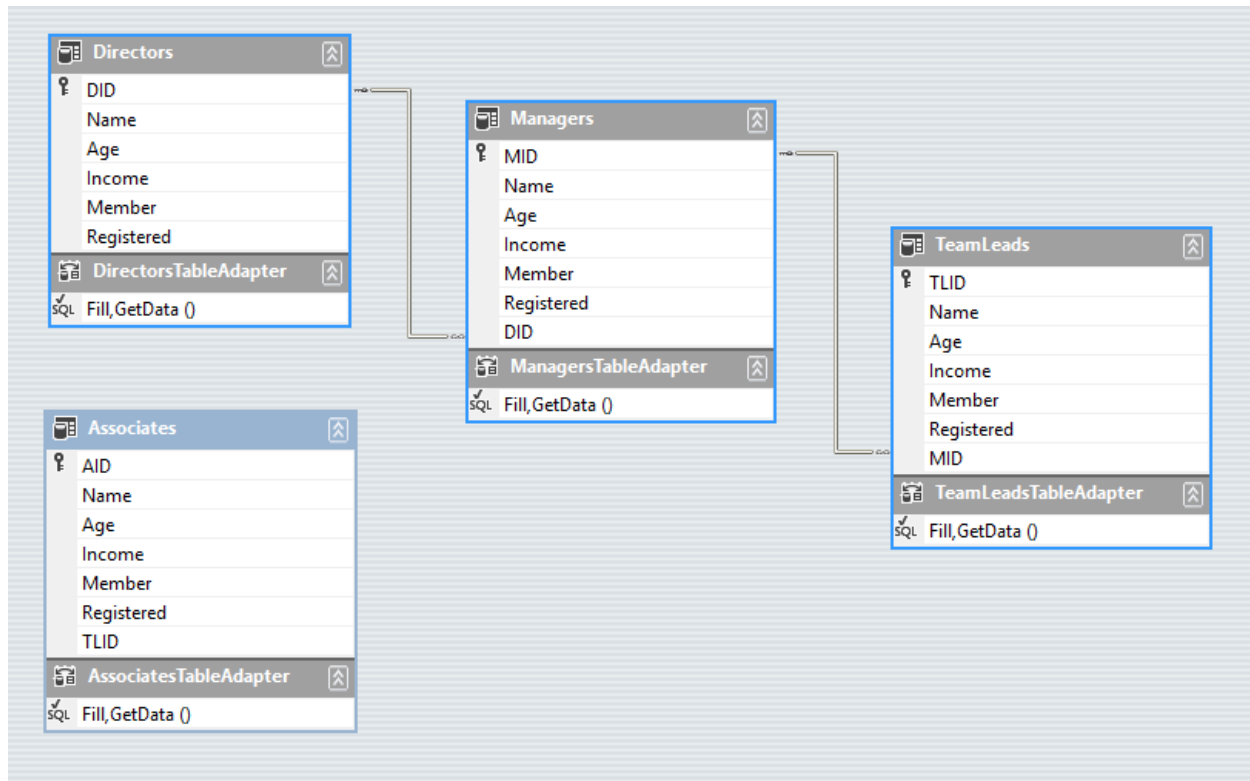 Directors
DID
Name
Age
Income
Member
Registered
DirectorsTableAdapter
SQL Fill,GetData ()
Managers
MID
Name
Age
Income
Member
Registered
DID
ManagersTableAdapter
SQL Fill,GetData ()
TeamLeads
TLID
Name
Age
Income
Member
Registered
MID
TeamLeadsTableAdapter
SQL Fill,GetData ()
Associates
AID
Name
Age
Income
Member
Registered
TLID
AssociatesTableAdapter
SQL Fill,GetData ()